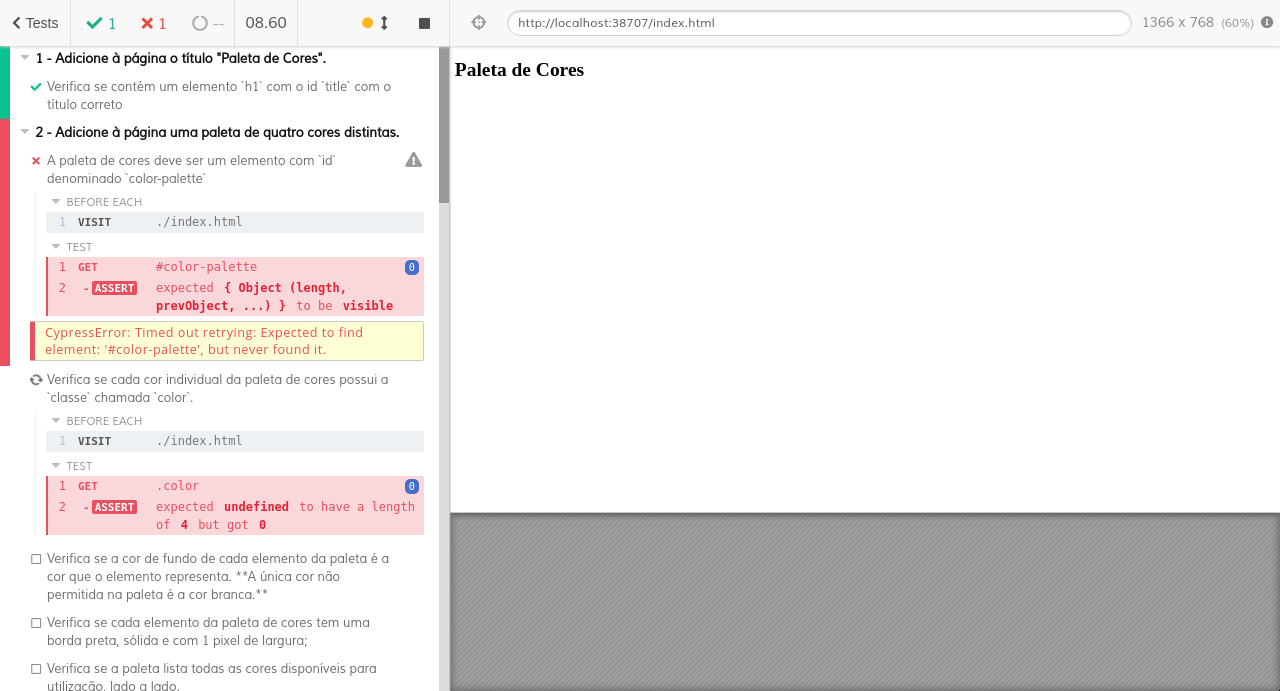 Tests
1
1
--
08.60
http://localhost:38707/index.html
1366 x 768 (60%)
1 - Adicione à página o título "Paleta de Cores".
Verifica se contém um elemento `h1` com o id `title` com o
título correto
2 - Adicione à página uma paleta de quatro cores distintas.
A paleta de cores deve ser um elemento com `id`
denominado `color-palette`
BEFORE EACH
1 VISIT ./index.html
TEST
1 GET #color-palette 0
2 -ASSERT expected { Object (length,
prevObject, ...) } to be visible
CypressError: Timed out retrying: Expected to find
element: '#color-palette', but never found it.
Verifica se cada cor individual da paleta de cores possui a
`classe` chamada `color`.
BEFORE EACH
1 VISIT ./index.html
TEST
1 GET .color 0
2 -ASSERT expected undefined to have a length
of 4 but got 0
Verifica se a cor de fundo de cada elemento da paleta é a
cor que o elemento representa. **A única cor não
permitida na paleta é a cor branca.**
Verifica se cada elemento da paleta de cores tem uma
borda preta, sólida e com 1 pixel de largura;
Verifica se a paleta lista todas as cores disponíveis para
utilização, lado a lado.
Paleta de Cores